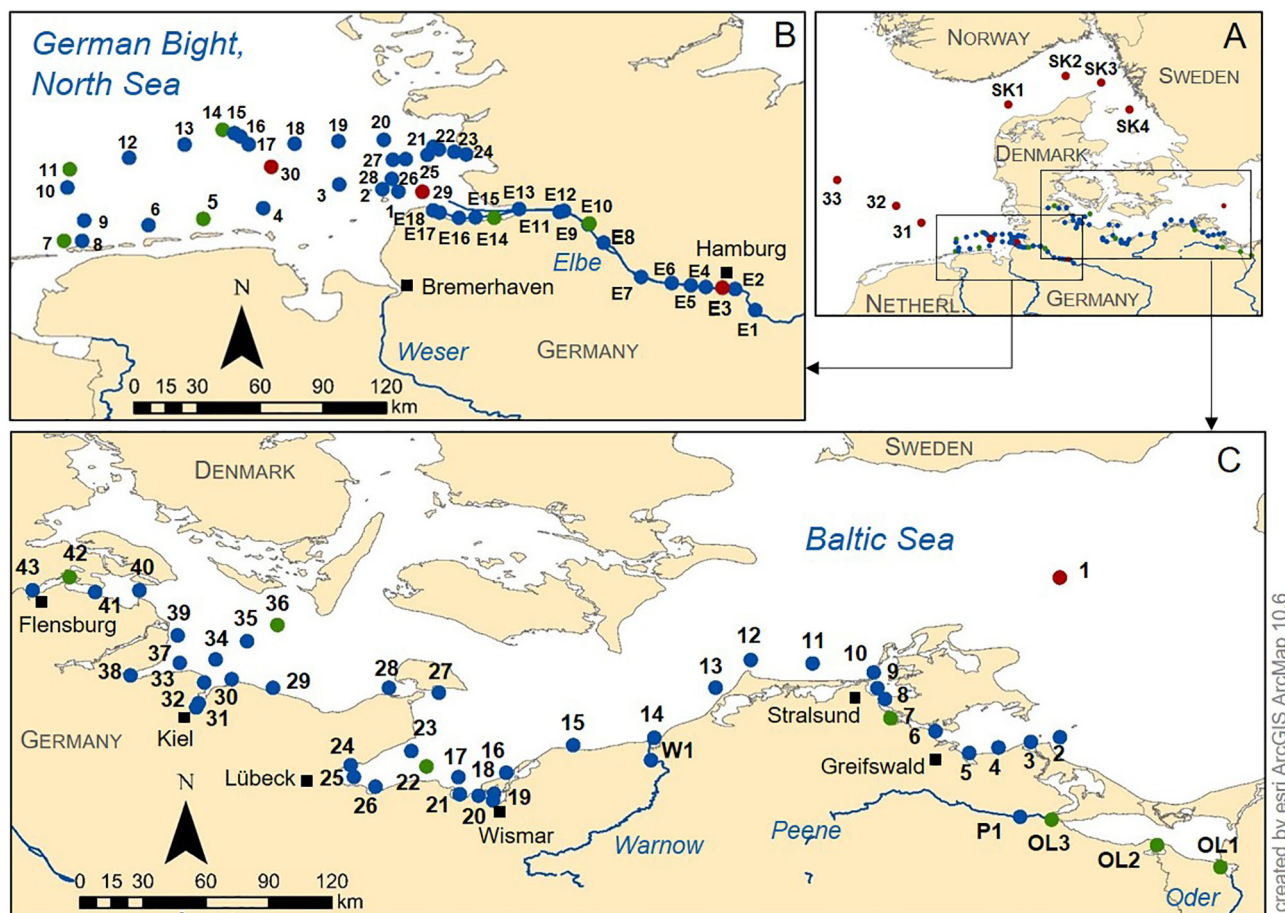 German Bight,
North Sea
B
14 15
16
17
18
19
20
21
22
23
24
12
13
11
10
30
3
27
28
2
26
25
29
1
9
7
8
6
5
4
E18
E17
E16
E15
E14
E13
E11
E12
E9
E10
E8
E7
E6
E5
E4
E3
E2
E1
Elbe
Hamburg
Bremerhaven
Weser
GERMANY
N
0 15 30 60 90 120
km
A
NORWAY
SWEDEN
SK1
SK2
SK3
SK4
DENMARK
33
32
31
NETHERL.
GERMANY
C
DENMARK
SWEDEN
Baltic Sea
1
43
42
41
40
Flensburg
39
37
38
36
35
34
33
32
31
30
29
Kiel
GERMANY
28
27
23
24
25
26
22
Lübeck
21
17
16
18
20
19
Wismar
15
14
W1
Warnow
13
12
11
10
9
8
7
Stralsund
6
Greifswald
5
4
3
2
Peene
P1
OL3
OL2
OL1
Oder
N
0 15 30 60 90 120
km
created by esri ArcGIS ArcMap 10.6